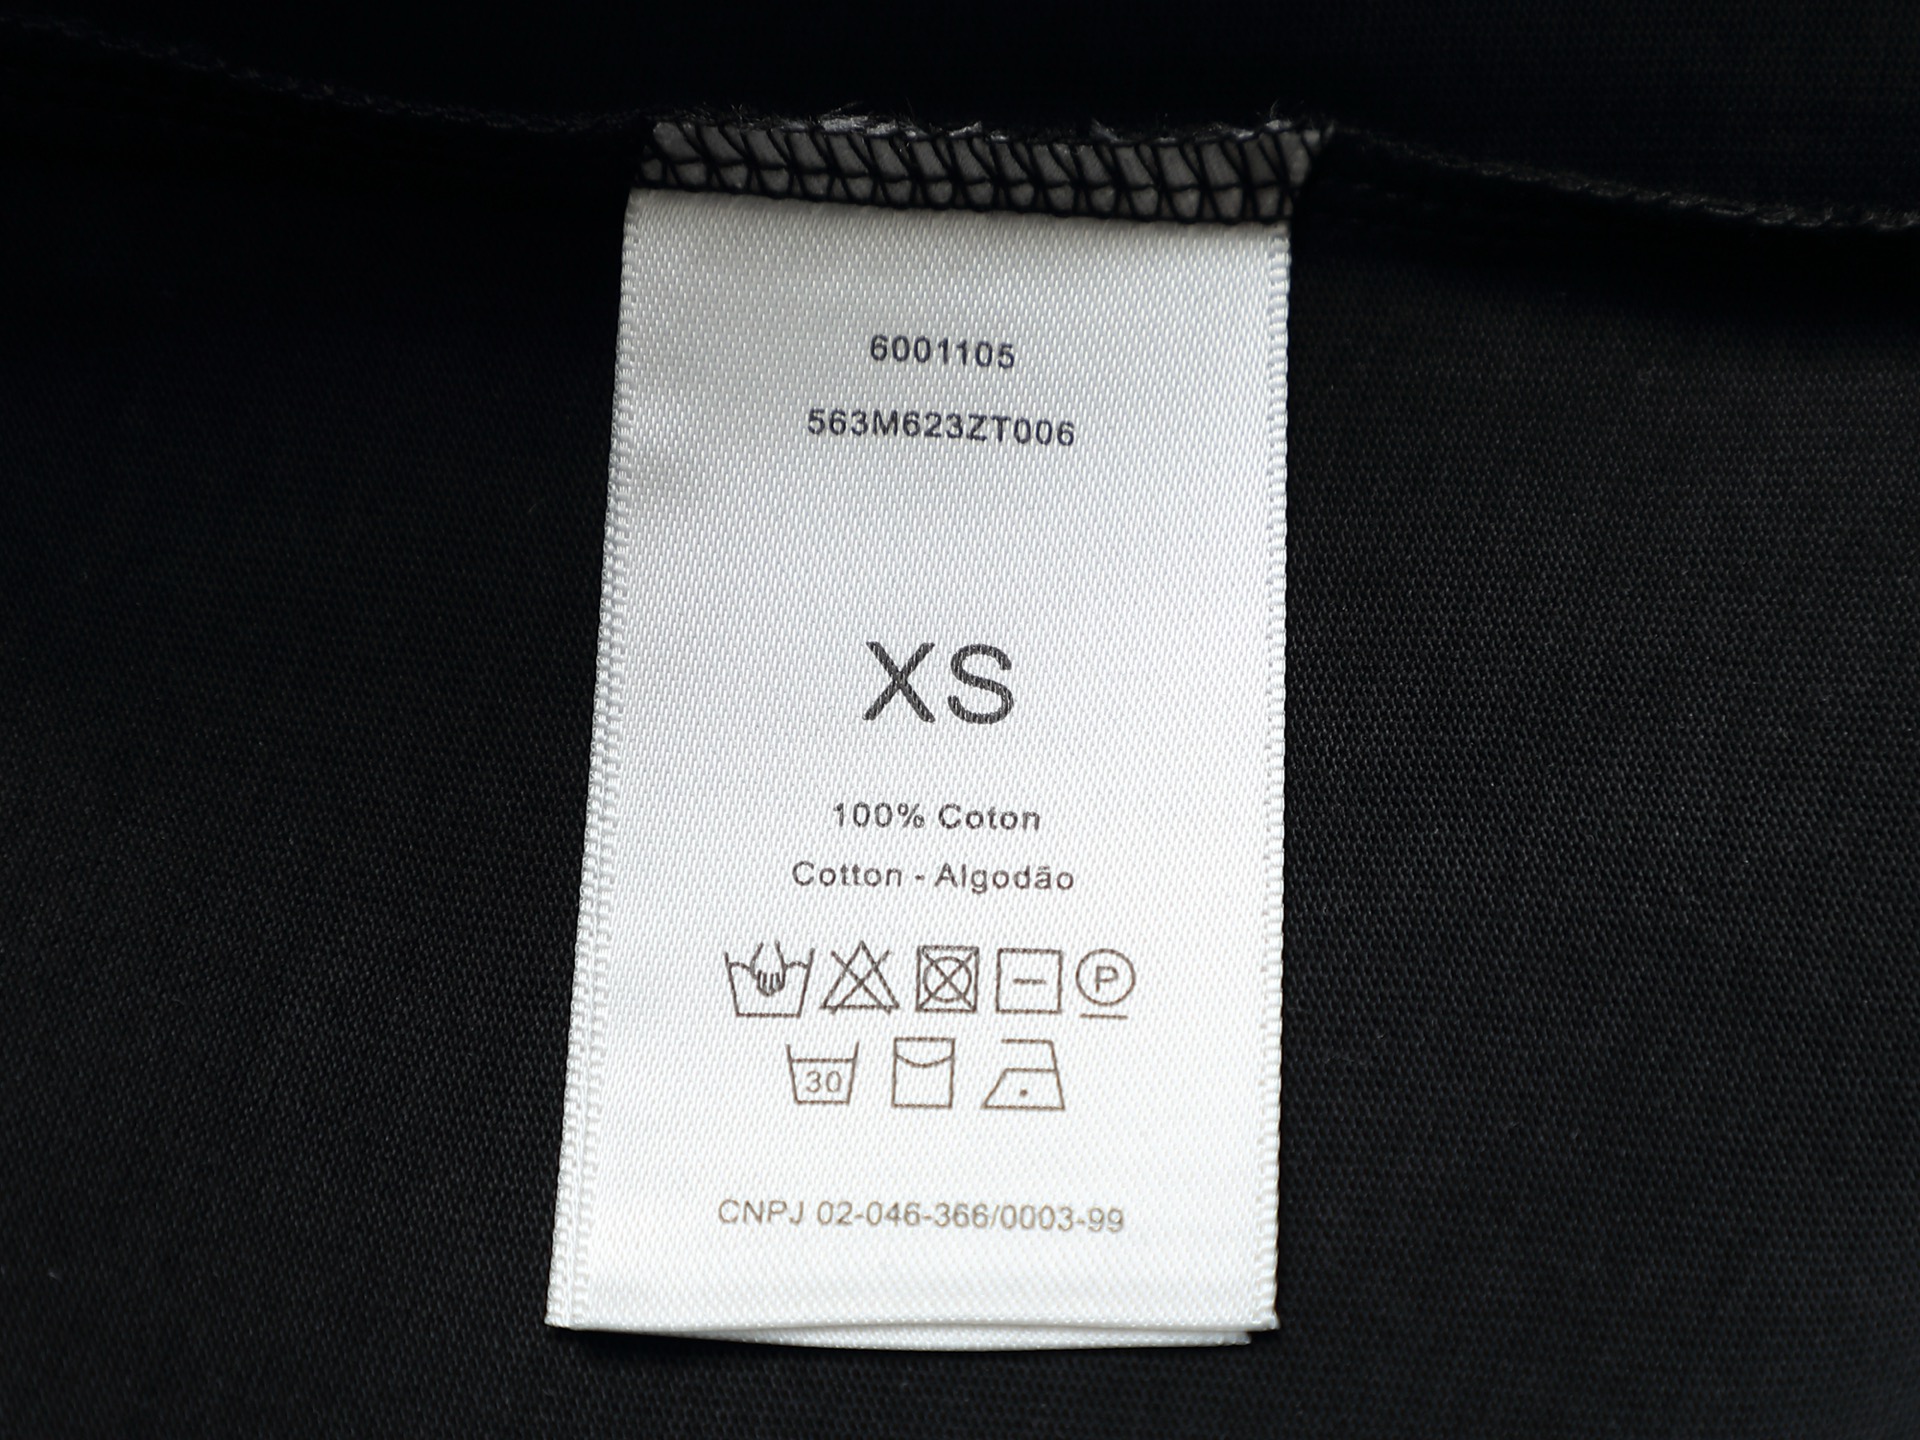 6001105
563M623ZT006
XS
100% Coton
Cotton - Algodão
P
30
CNPJ 02-046-366/0003-99